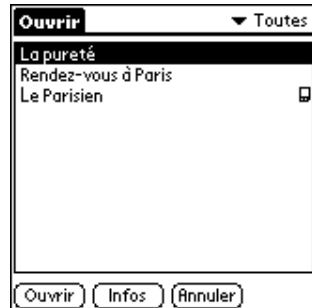 Ouvrir Toutes
La pureté
Rendez-vous à Paris
Le Parisien
Ouvrir Infos Annuler